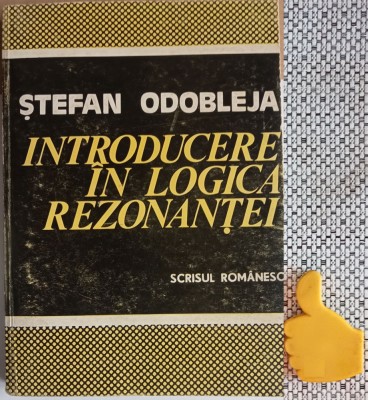 ȘTEFAN ODOBLEJA
INTRODUCERE
ÎN LOGICA
REZONANȚEI
SCRISUL ROMÂNESC